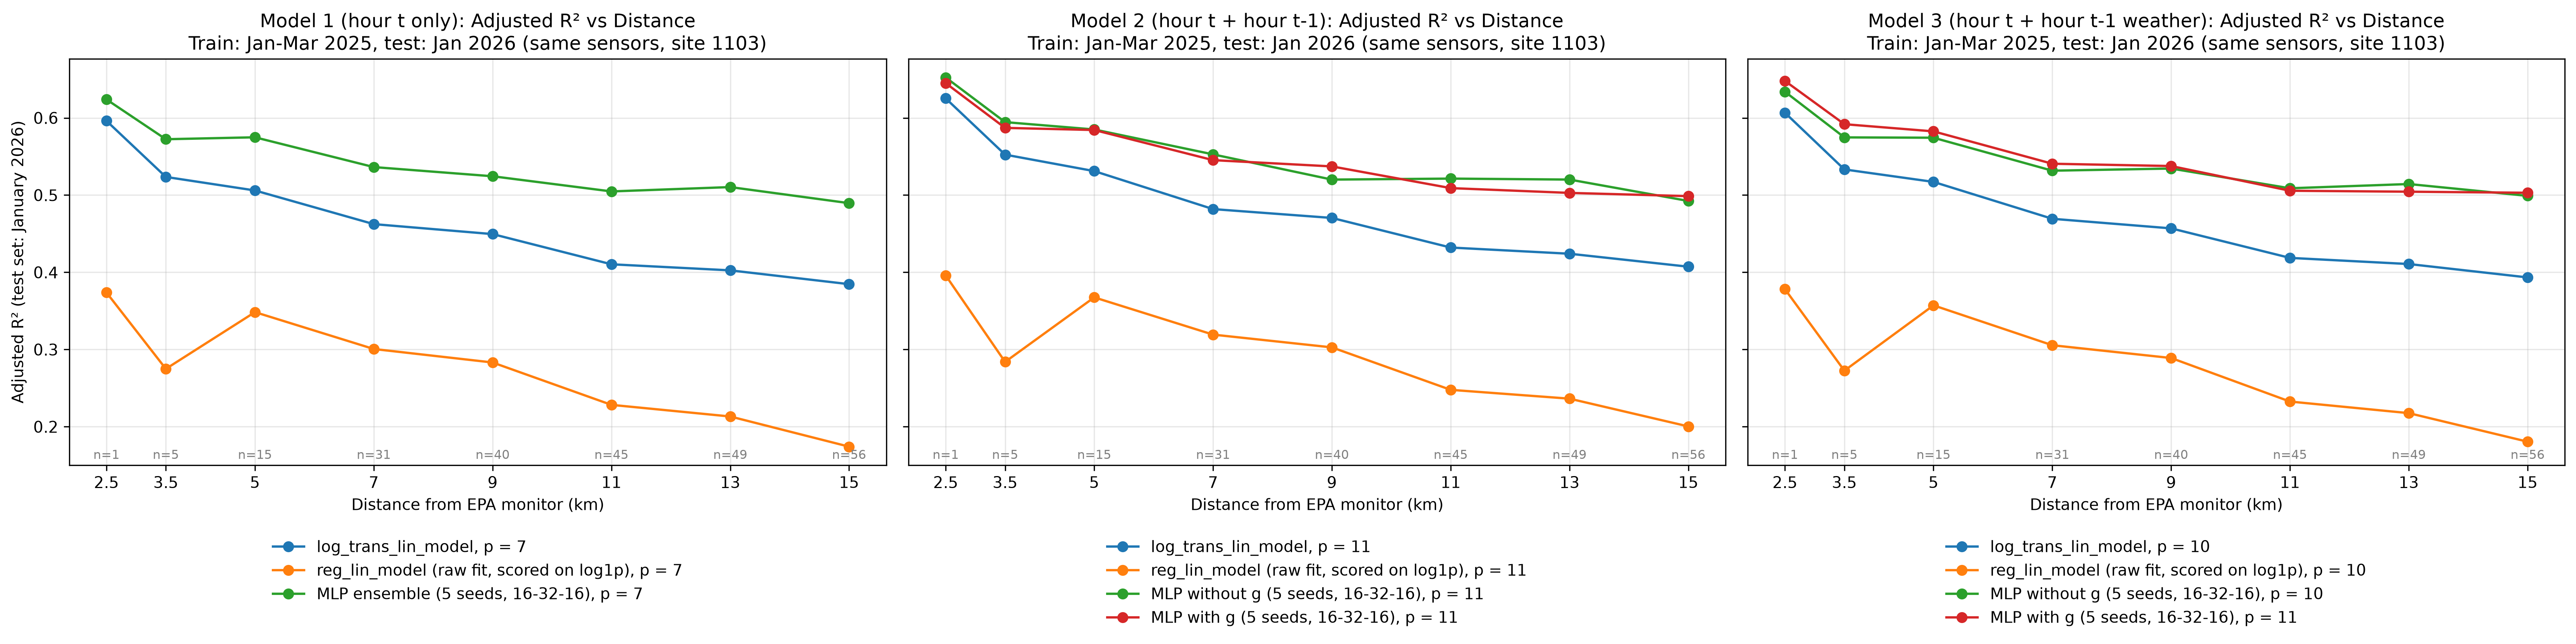 Model 1 (hour t only): Adjusted R² vs Distance
Train: Jan-Mar 2025, test: Jan 2026 (same sensors, site 1103)
Adjusted R² (test set: January 2026)
0.6
0.5
0.4
0.3
0.2
n=1 n=5 n=15 n=31 n=40 n=45 n=49 n=56
2.5 3.5 5 7 9 11 13 15
Distance from EPA monitor (km)
log_trans_lin_model, p = 7
reg_lin_model (raw fit, scored on log1p), p = 7
MLP ensemble (5 seeds, 16-32-16), p = 7
Model 2 (hour t + hour t-1): Adjusted R² vs Distance
Train: Jan-Mar 2025, test: Jan 2026 (same sensors, site 1103)
n=1 n=5 n=15 n=31 n=40 n=45 n=49 n=56
2.5 3.5 5 7 9 11 13 15
Distance from EPA monitor (km)
log_trans_lin_model, p = 11
reg_lin_model (raw fit, scored on log1p), p = 11
MLP without g (5 seeds, 16-32-16), p = 11
MLP with g (5 seeds, 16-32-16), p = 11
Model 3 (hour t + hour t-1 weather): Adjusted R² vs Distance
Train: Jan-Mar 2025, test: Jan 2026 (same sensors, site 1103)
n=1 n=5 n=15 n=31 n=40 n=45 n=49 n=56
2.5 3.5 5 7 9 11 13 15
Distance from EPA monitor (km)
log_trans_lin_model, p = 10
reg_lin_model (raw fit, scored on log1p), p = 10
MLP without g (5 seeds, 16-32-16), p = 10
MLP with g (5 seeds, 16-32-16), p = 11